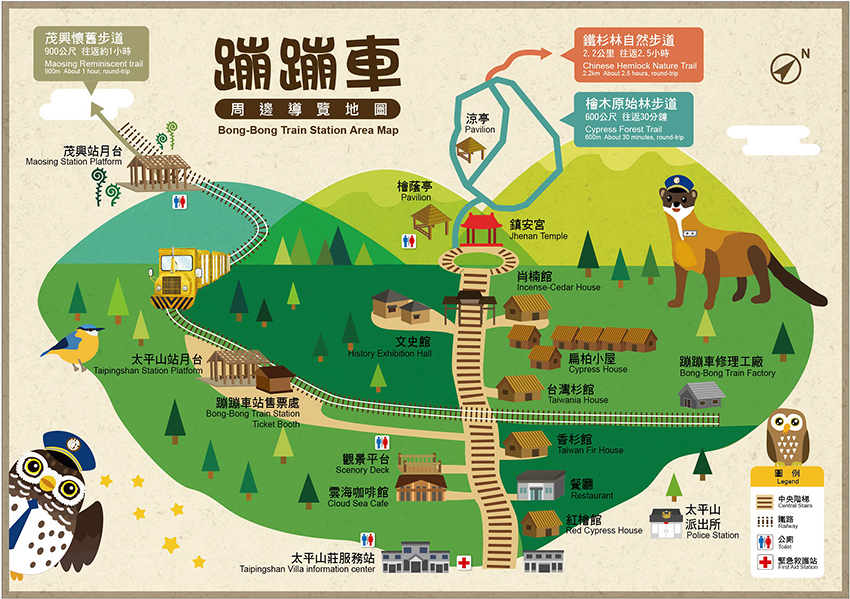 茂興懷舊步道
900公尺 往返約1小時
Maosing Reminiscent trail
900m About 1 hour, round-trip
蹦蹦車
周邊導覽地圖
Bong-Bong Train Station Area Map
鐵杉林自然步道
2.2公里 往返2.5小時
Chinese Hemlock Nature Trail
2.2km About 2.5 hours, round-trip
N
檜木原始林步道
600公尺 往返30分鐘
Cypress Forest Trail
600m About 30 minutes, round-trip
涼亭
Pavilion
茂興站月台
Maosing Station Platform
檜蔭亭
Pavilion
鎮安宮
Jhenan Temple
肖楠館
Incense-Cedar House
文史館
History Exhibition Hall
扁柏小屋
Cypress House
太平山站月台
Taipingshan Station Platform
蹦蹦車修理工廠
Bong-Bong Train Factory
台灣杉館
Taiwania House
蹦蹦車站售票處
Bong-Bong Train Station
Ticket Booth
香杉館
Taiwan Fir House
觀景平台
Scenory Deck
雲海咖啡館
Cloud Sea Cafe
餐廳
Restaurant
紅檜館
Red Cypress House
太平山
派出所
Police Station
太平山莊服務站
Taipingshan Villa information center
圖例
Legend
中央階梯
Central Stairs
鐵路
Railway
公廁
Toilet
緊急救護站
First Aid Station